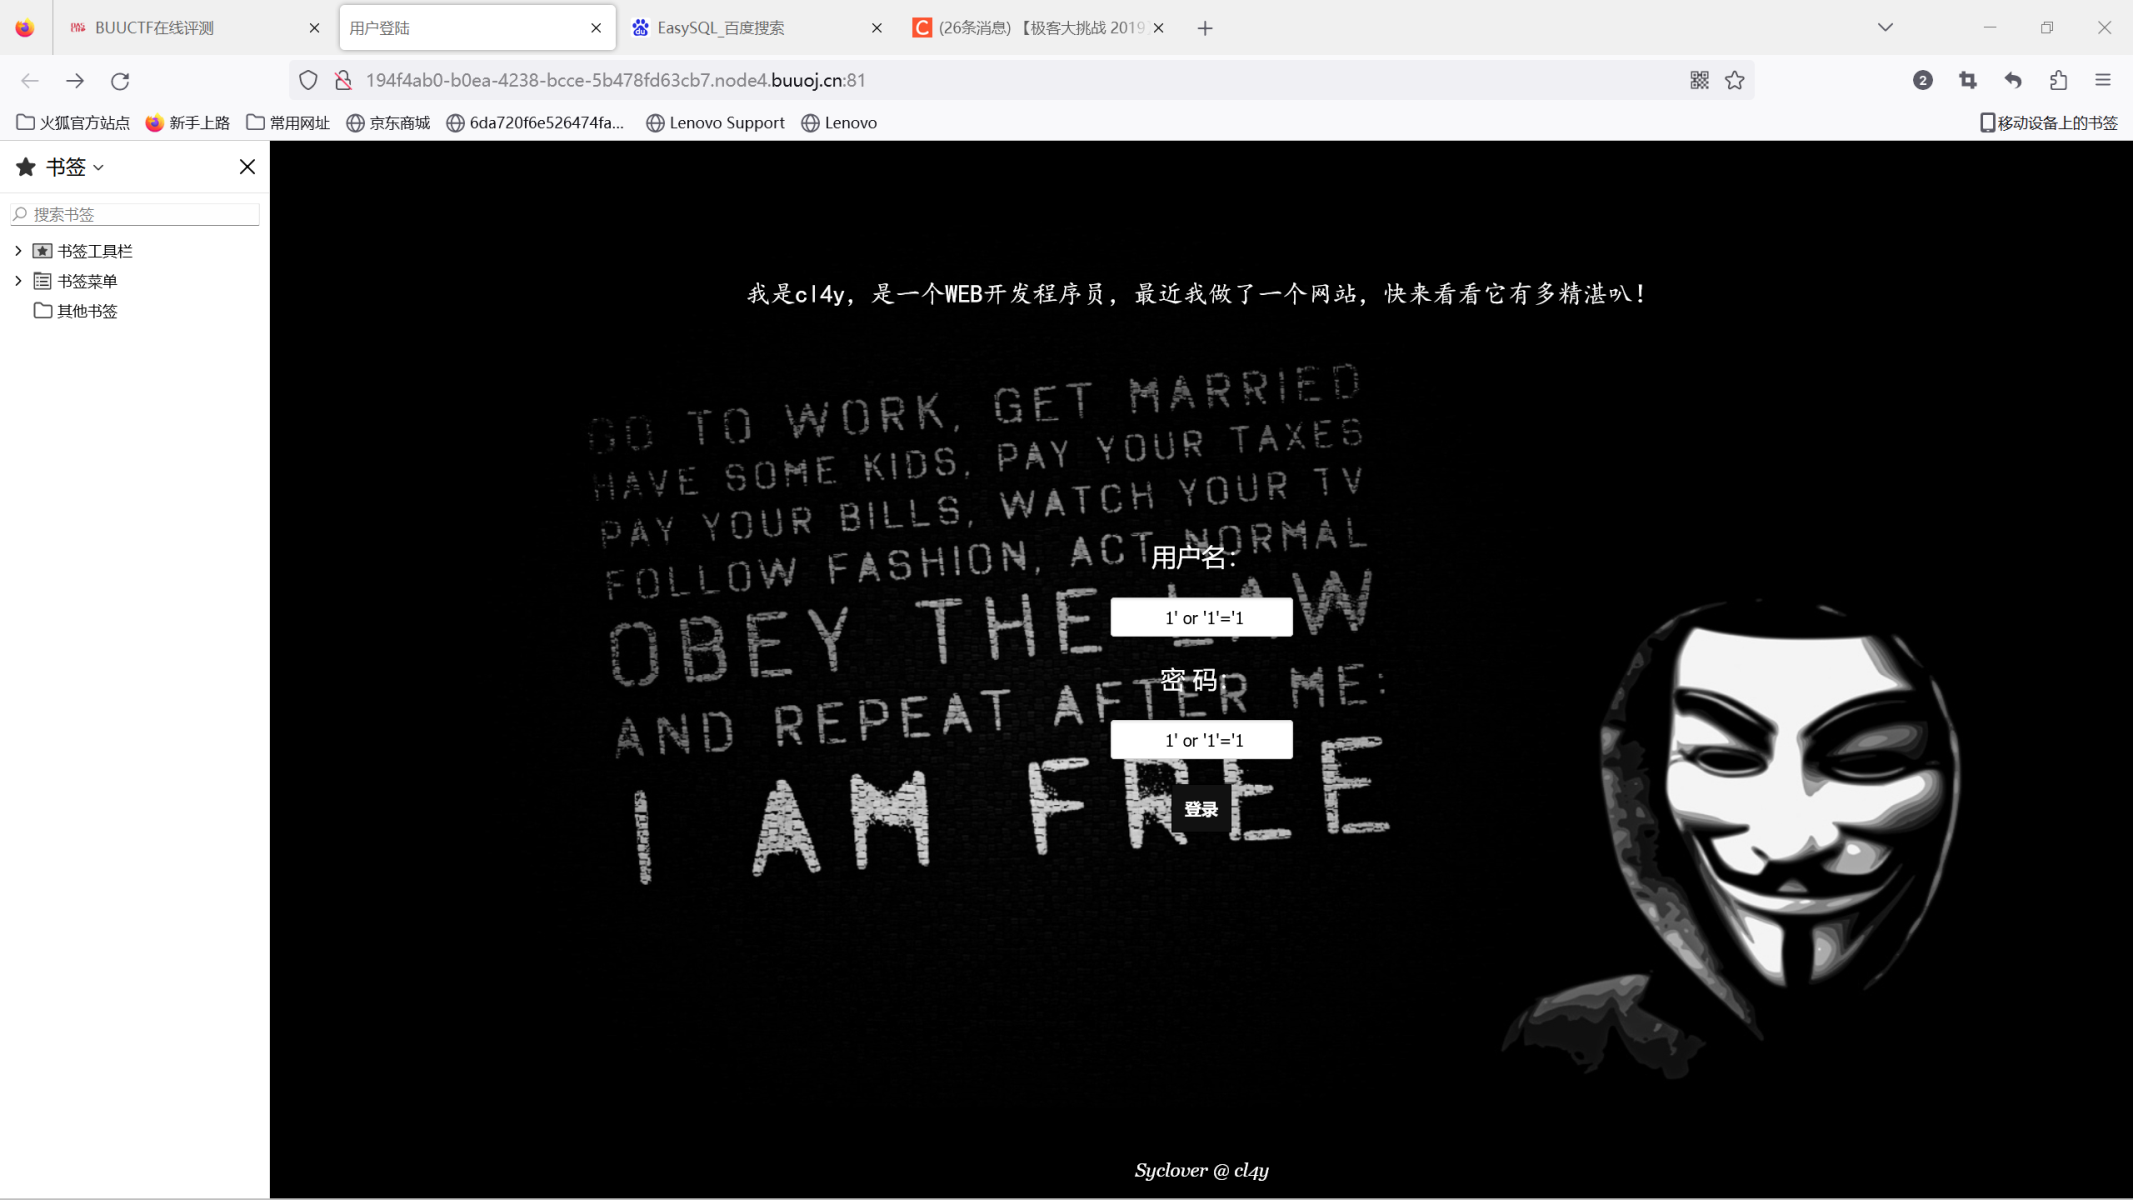 BUUCTF在线评测
用户登陆
EasySQL_百度搜索
(26条消息) 【极客大挑战 2019
194f4ab0-b0ea-4238-bcce-5b478fd63cb7.node4.buuoj.cn:81
2
火狐官方站点
新手上路
常用网址
京东商城
6da720f6e526474fa...
Lenovo Support
Lenovo
移动设备上的书签
书签
搜索书签
书签工具栏
书签菜单
其他书签
我是cl4y，是一个WEB开发程序员，最近我做了一个网站，快来看看它有多精湛叭！
GO TO WORK, GET MARRIED
HAVE SOME KIDS, PAY YOUR TAXES
PAY YOUR BILLS, WATCH YOUR TV
FOLLOW FASHION, ACT NORMAL
OBEY THE LAW
AND REPEAT AFTER ME:
I AM FREE
用户名：
1' or '1'='1
密 码：
1' or '1'='1
登录
Syclover @ cl4y